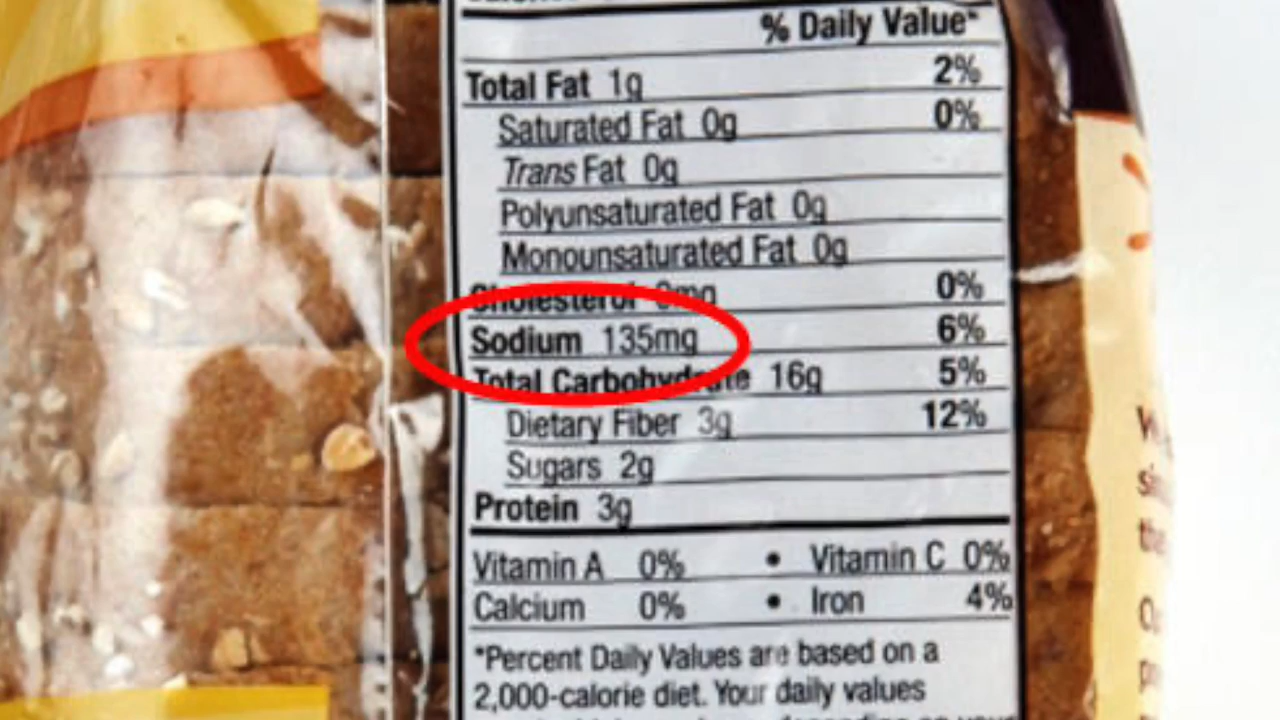 % Daily Value*
Total Fat 1g 2%
Saturated Fat 0g 0%
Trans Fat 0g
Polyunsaturated Fat 0g
Monounsaturated Fat 0g
Cholesterol 0mg 0%
Sodium 135mg 6%
Total Carbohydrate 16g 5%
Dietary Fiber 3g 12%
Sugars 2g
Protein 3g
Vitamin A 0% • Vitamin C 0%
Calcium 0% • Iron 4%
*Percent Daily Values are based on a
2,000-calorie diet. Your daily values